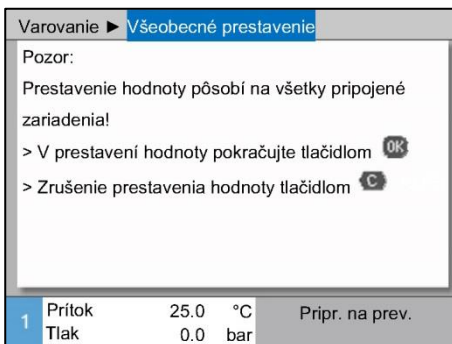 Varovanie ► Všeobecné prestavenie
Pozor:
Prestavenie hodnoty pôsobí na všetky pripojené
zariadenia!
> V prestavení hodnoty pokračujte tlačidlom OK
> Zrušenie prestavenia hodnoty tlačidlom C
1 Prítok 25.0 °C Pripr. na prev.
Tlak 0.0 bar